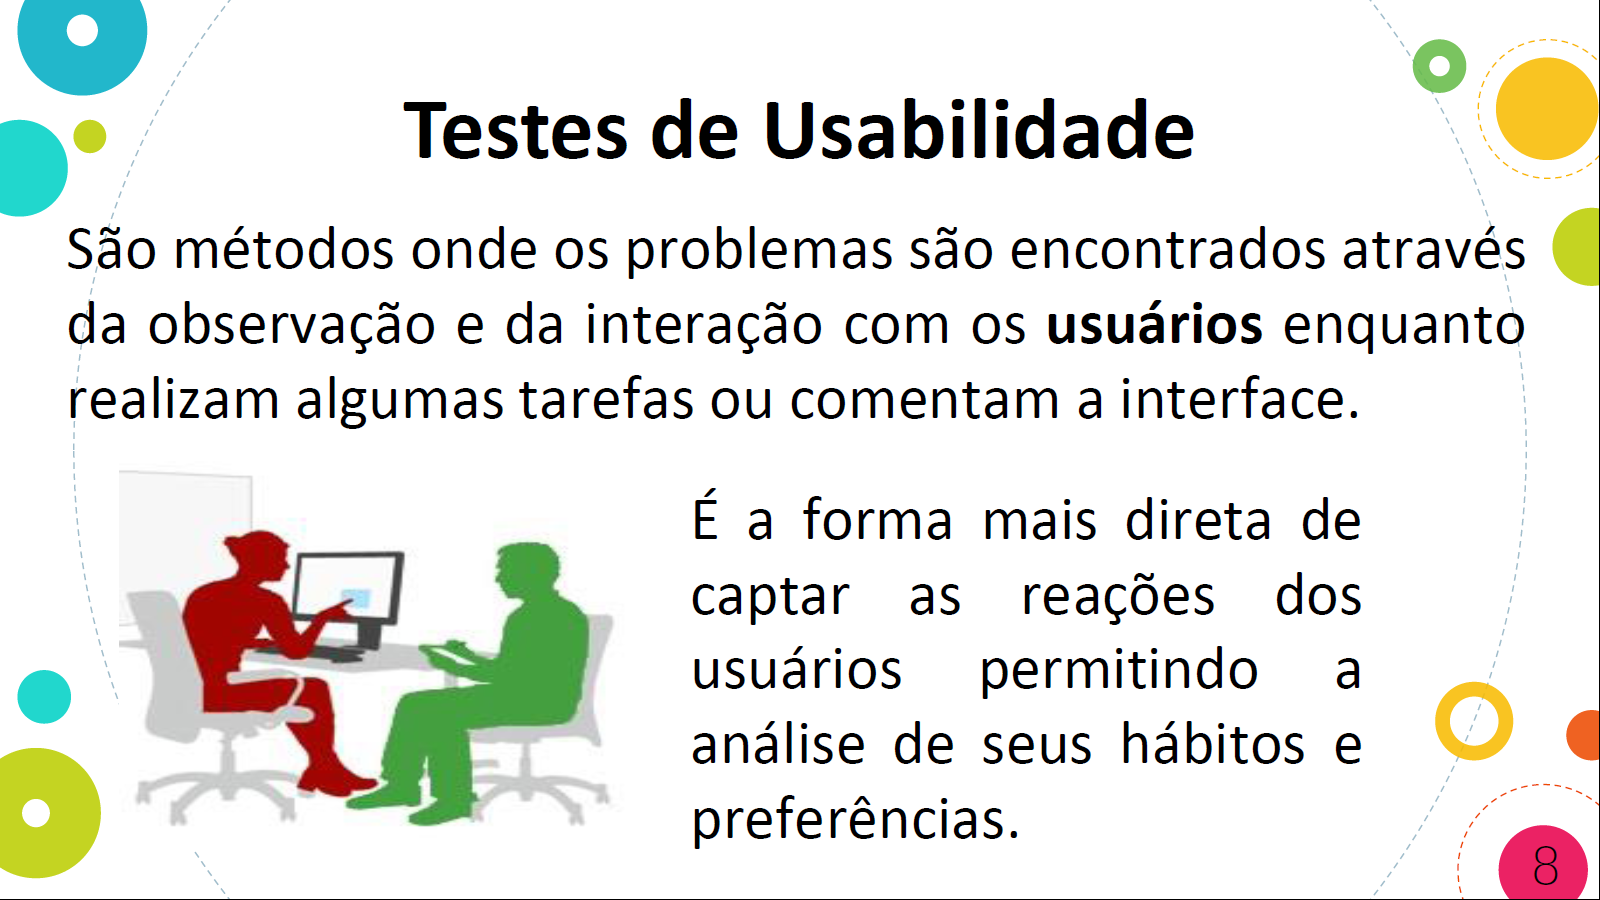 Testes de Usabilidade
São métodos onde os problemas são encontrados através
da observação e da interação com os usuários enquanto
realizam algumas tarefas ou comentam a interface.
É a forma mais direta de
captar as reações dos
usuários permitindo a
análise de seus hábitos e
preferências.
8